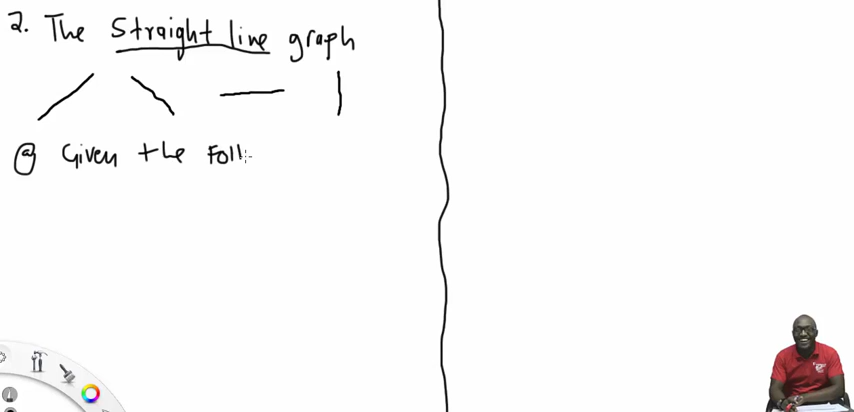 2. The straight line graph
ⓐ Given the Foll